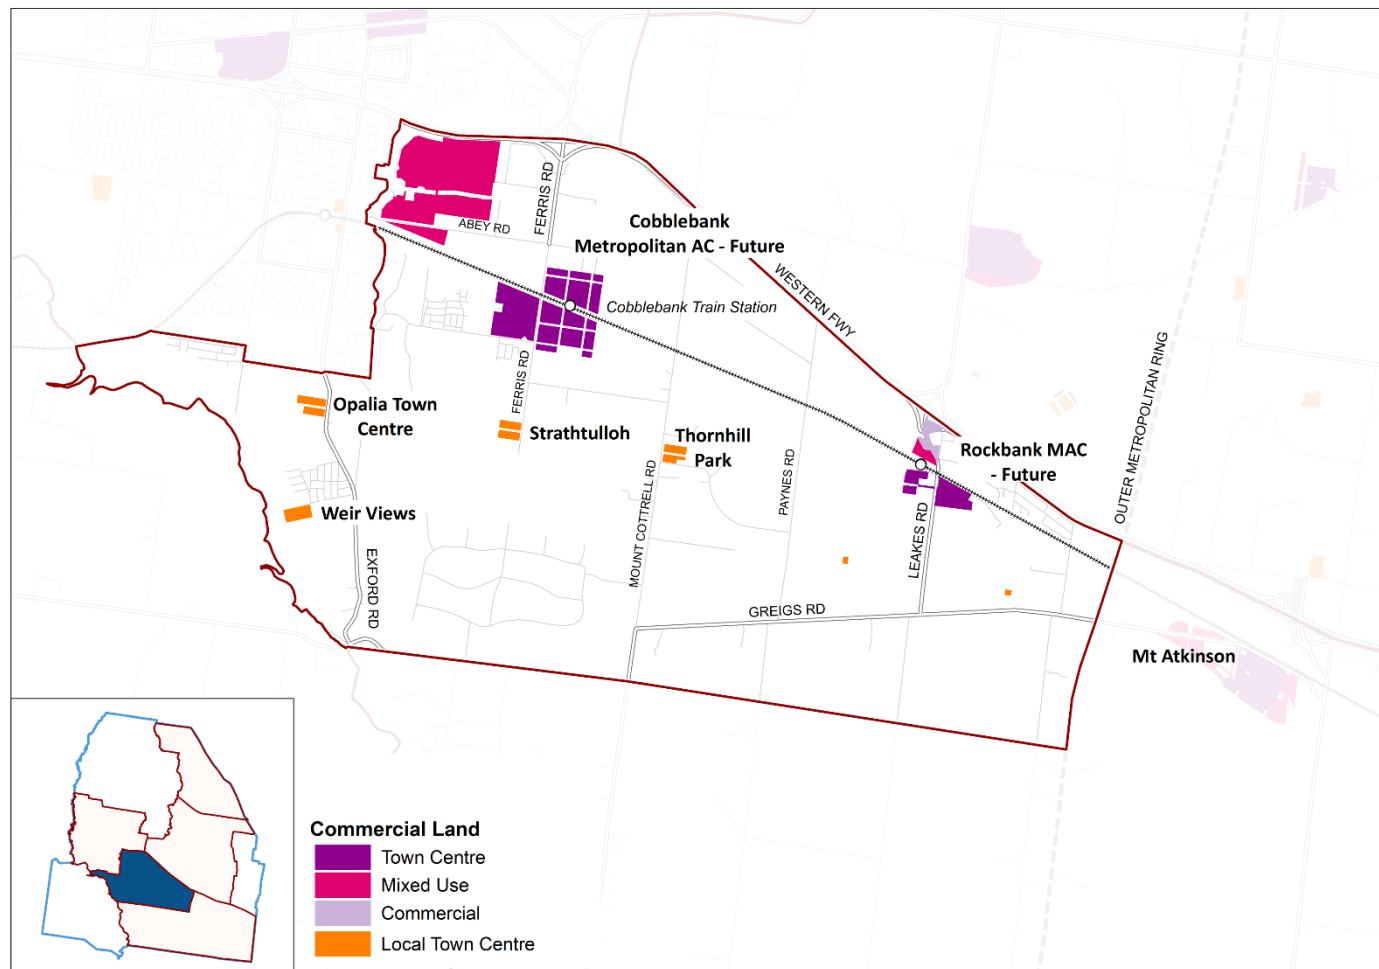 FERRIS RD
ABEY RD
Cobblebank
Metropolitan AC - Future
WESTERN FWY
Cobblebank Train Station
OUTER METROPOLITAN RING
FERRIS RD
Opalia Town
Centre
Strathtulloh
Thornhill
Park
Rockbank MAC
- Future
Weir Views
PAYNES RD
MOUNT COTTRELL RD
LEAKES RD
EXFORD RD
GREIGS RD
Mt Atkinson
Commercial Land
Town Centre
Mixed Use
Commercial
Local Town Centre